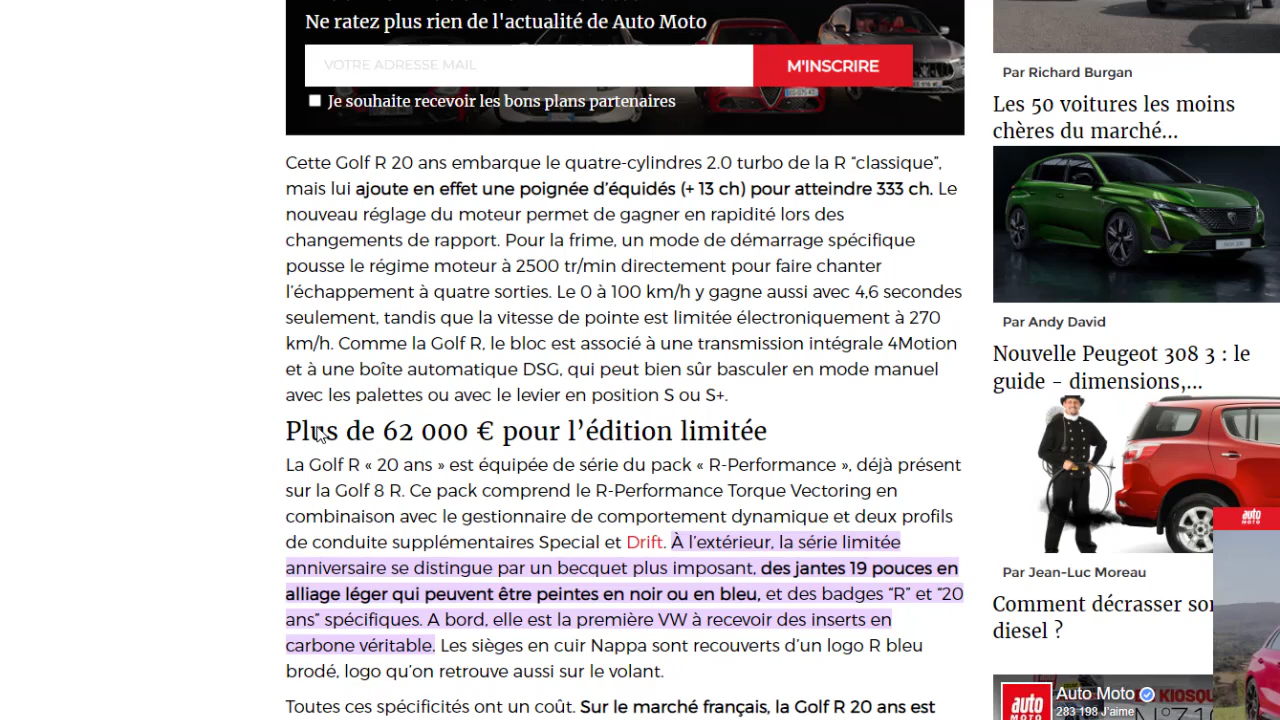 Ne ratez plus rien de l'actualité de Auto Moto
VOTRE ADRESSE MAIL
M'INSCRIRE
Je souhaite recevoir les bons plans partenaires
Cette Golf R 20 ans embarque le quatre-cylindres 2.0 turbo de la R “classique”,
mais lui ajoute en effet une poignée d’équidés (+ 13 ch) pour atteindre 333 ch. Le
nouveau réglage du moteur permet de gagner en rapidité lors des
changements de rapport. Pour la frime, un mode de démarrage spécifique
pousse le régime moteur à 2500 tr/min directement pour faire chanter
l’échappement à quatre sorties. Le 0 à 100 km/h y gagne aussi avec 4,6 secondes
seulement, tandis que la vitesse de pointe est limitée électroniquement à 270
km/h. Comme la Golf R, le bloc est associé à une transmission intégrale 4Motion
et à une boîte automatique DSG, qui peut bien sûr basculer en mode manuel
avec les palettes ou avec le levier en position S ou S+.
Plus de 62 000 € pour l’édition limitée
La Golf R « 20 ans » est équipée de série du pack « R-Performance », déjà présent
sur la Golf 8 R. Ce pack comprend le R-Performance Torque Vectoring en
combinaison avec le gestionnaire de comportement dynamique et deux profils
de conduite supplémentaires Special et Drift. À l’extérieur, la série limitée
anniversaire se distingue par un becquet plus imposant, des jantes 19 pouces en
alliage léger qui peuvent être peintes en noir ou en bleu, et des badges “R” et “20
ans” spécifiques. A bord, elle est la première VW à recevoir des inserts en
carbone véritable. Les sièges en cuir Nappa sont recouverts d’un logo R bleu
brodé, logo qu’on retrouve aussi sur le volant.
Toutes ces spécificités ont un coût. Sur le marché français, la Golf R 20 ans est
Par Richard Burgan
Les 50 voitures les moins
chères du marché...
Par Andy David
Nouvelle Peugeot 308 3 : le
guide - dimensions,...
auto
MOTO
Par Jean-Luc Moreau
Comment décrasser son
diesel ?
auto
MOTO
Auto Moto
283 198 J'aime